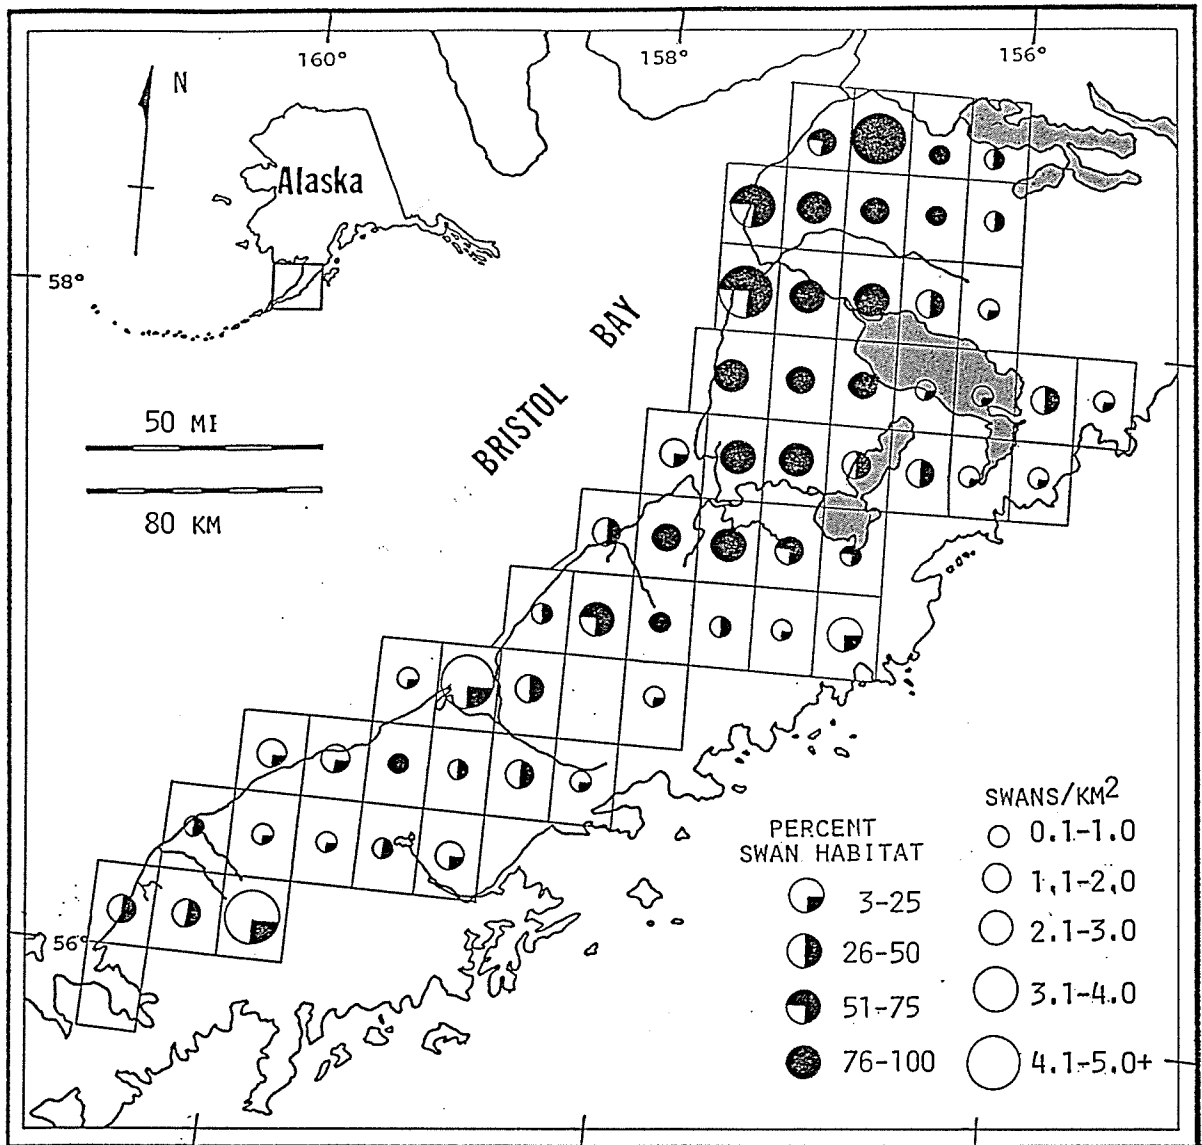 160°
158°
156°
N
Alaska
58°
BAY
BRISTOL
50 MI
80 KM
56°
PERCENT
SWAN HABITAT
3-25
26-50
51-75
76-100
SWANS/KM²
0.1-1.0
1.1-2.0
2.1-3.0
3.1-4.0
4.1-5.0+